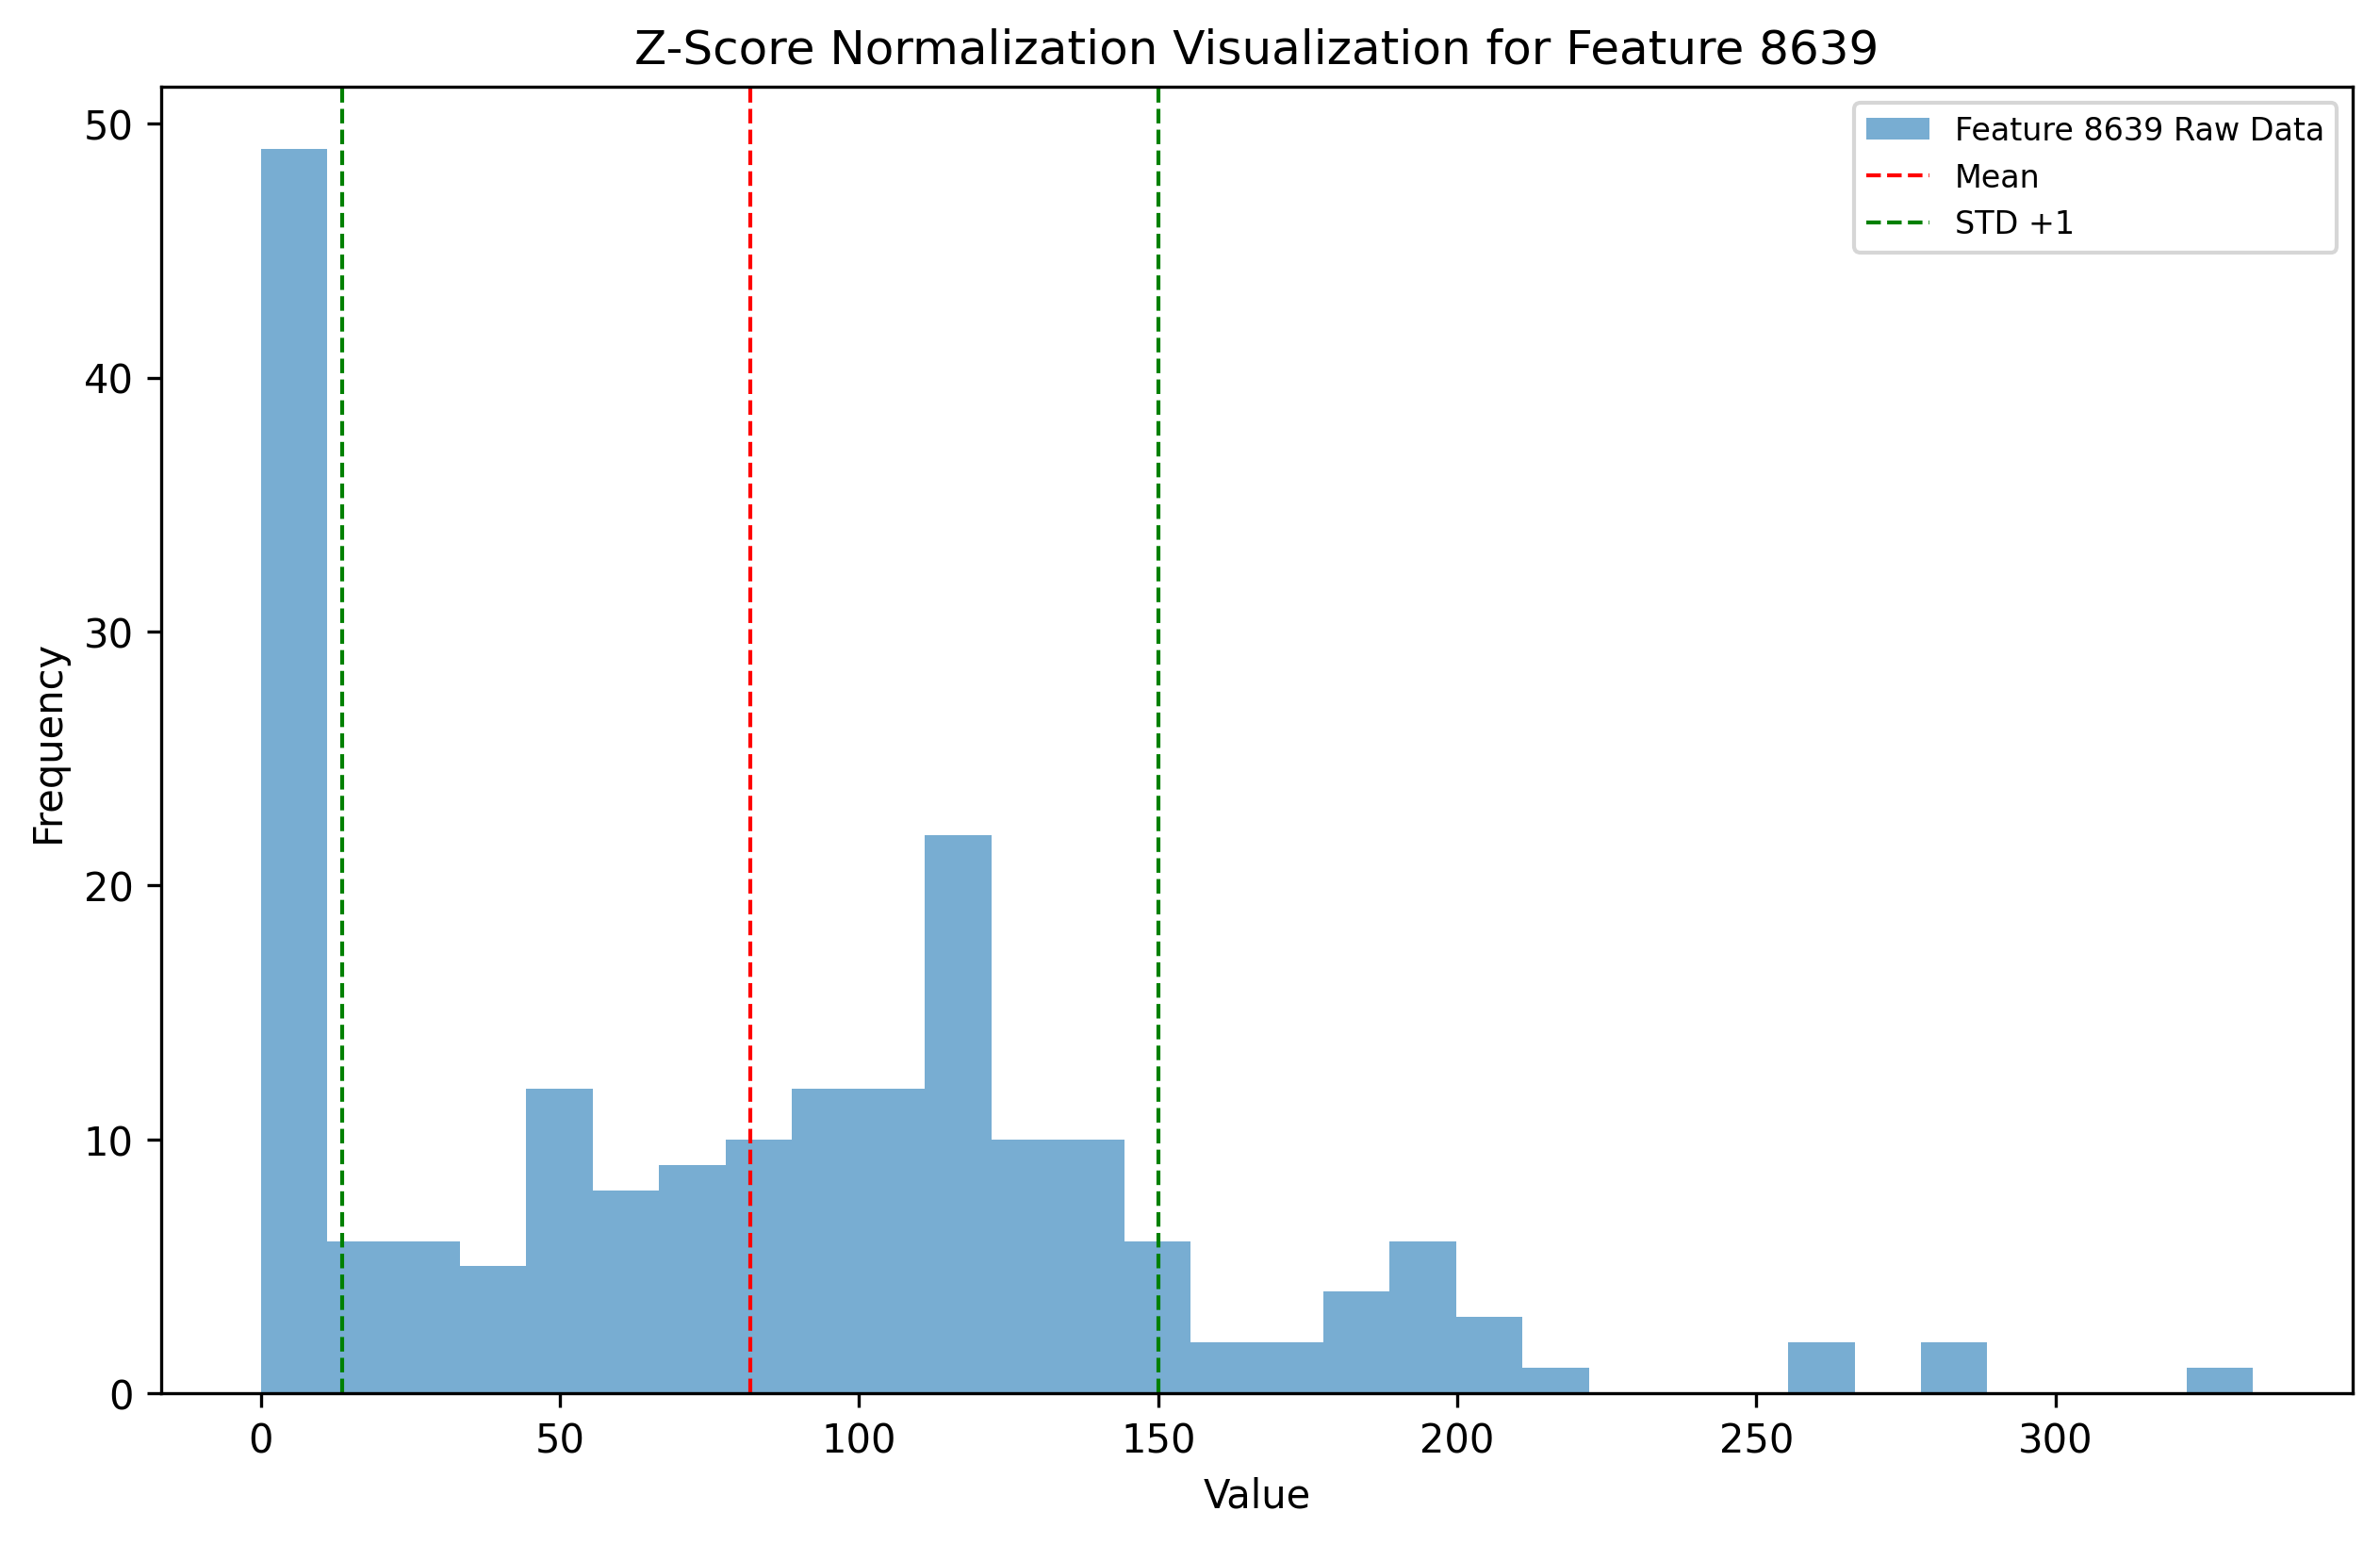 Z-Score Normalization Visualization for Feature 8639
Feature 8639 Raw Data
Mean
STD +1
50
40
30
20
10
0
Frequency
0 50 100 150 200 250 300
Value